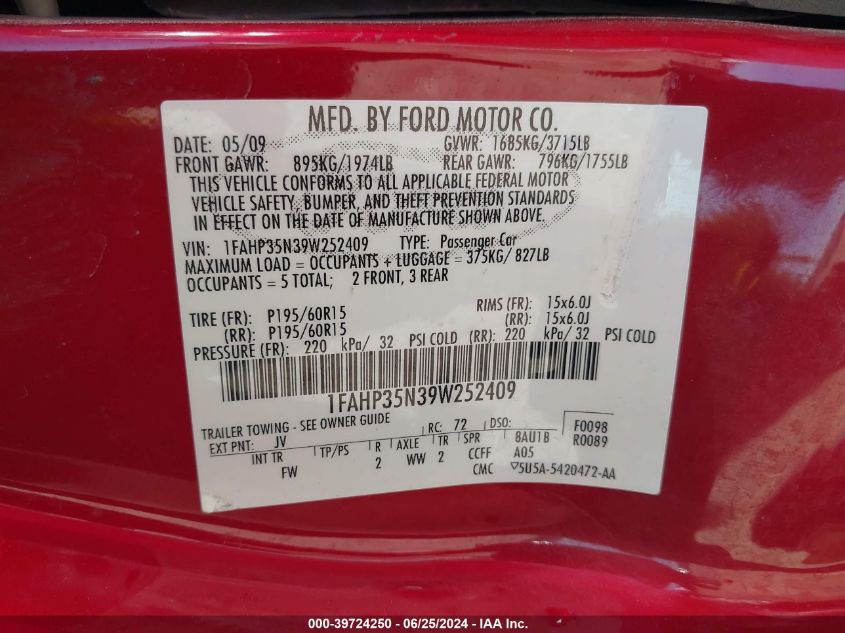 MFD. BY FORD MOTOR CO.
DATE: 05/09 GVWR: 1685KG/3715LB
FRONT GAWR: 895KG/1974LB REAR GAWR: 796KG/1755LB
THIS VEHICLE CONFORMS TO ALL APPLICABLE FEDERAL MOTOR
VEHICLE SAFETY, BUMPER, AND THEFT PREVENTION STANDARDS
IN EFFECT ON THE DATE OF MANUFACTURE SHOWN ABOVE.
VIN: 1FAHP35N39W252409 TYPE: Passenger Car
MAXIMUM LOAD = OCCUPANTS + LUGGAGE = 375KG/ 827LB
OCCUPANTS = 5 TOTAL; 2 FRONT, 3 REAR
TIRE (FR): P195/60R15 RIMS (FR): 15x6.0J
(RR): P195/60R15 (RR): 15x6.0J
PRESSURE (FR): 220 kPa/ 32 PSI COLD (RR): 220 kPa/ 32 PSI COLD
1FAHP35N39W252409
TRAILER TOWING - SEE OWNER GUIDE RC: 72 DSO: F0098
EXT PNT: JV R0089
INT TR TP/PS R AXLE TR SPR 8AU1B
FW 2 WW 2 CCFF A05
CMC ▽5U5A-5420472-AA
000-39724250 - 06/25/2024 - IAA Inc.